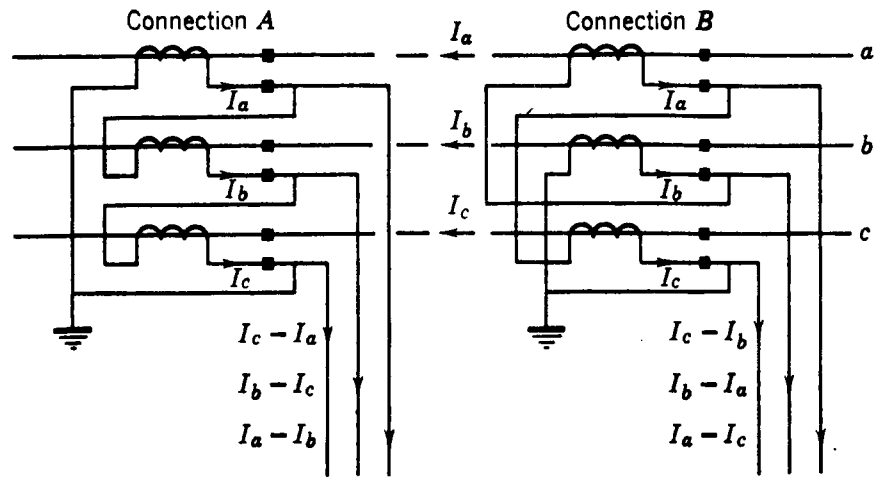 Connection A
Connection B
I_a
a
I_a
I_a
I_b
b
I_b
I_b
I_c
c
I_c
I_c
I_c − I_a
I_c − I_b
I_b − I_c
I_b − I_a
I_a − I_b
I_a − I_c